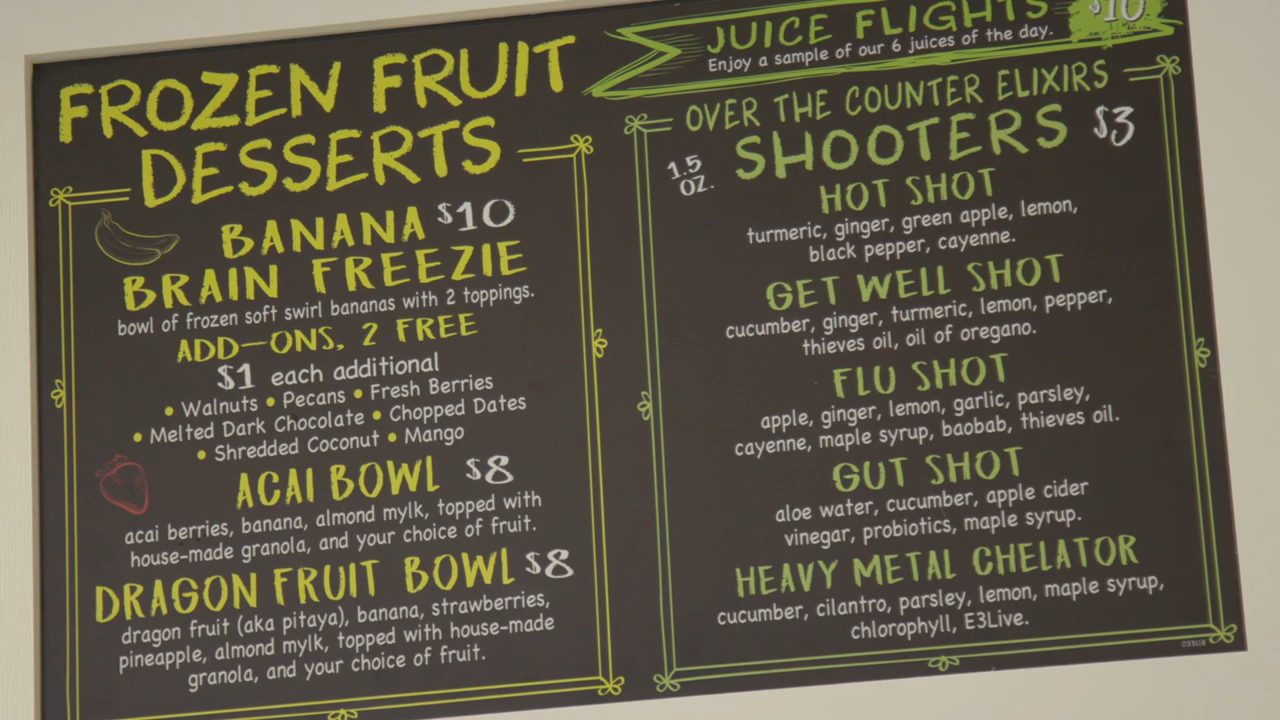 FROZEN FRUIT
DESSERTS
BANANA $10
BRAIN FREEZIE
bowl of frozen soft swirl bananas with 2 toppings.
ADD-ONS, 2 FREE
$1 each additional
• Walnuts • Pecans • Fresh Berries
• Melted Dark Chocolate • Chopped Dates
• Shredded Coconut • Mango
ACAI BOWL $8
acai berries, banana, almond mylk, topped with
house-made granola, and your choice of fruit.
DRAGON FRUIT BOWL $8
dragon fruit (aka pitaya), banana, strawberries,
pineapple, almond mylk, topped with house-made
granola, and your choice of fruit.
JUICE FLIGHTS $10
Enjoy a sample of our 6 juices of the day.
OVER THE COUNTER ELIXIRS
1.5 OZ. SHOOTERS $3
HOT SHOT
turmeric, ginger, green apple, lemon,
black pepper, cayenne.
GET WELL SHOT
cucumber, ginger, turmeric, lemon, pepper,
thieves oil, oil of oregano.
FLU SHOT
apple, ginger, lemon, garlic, parsley,
cayenne, maple syrup, baobab, thieves oil.
GUT SHOT
aloe water, cucumber, apple cider
vinegar, probiotics, maple syrup.
HEAVY METAL CHELATOR
cucumber, cilantro, parsley, lemon, maple syrup,
chlorophyll, E3Live.